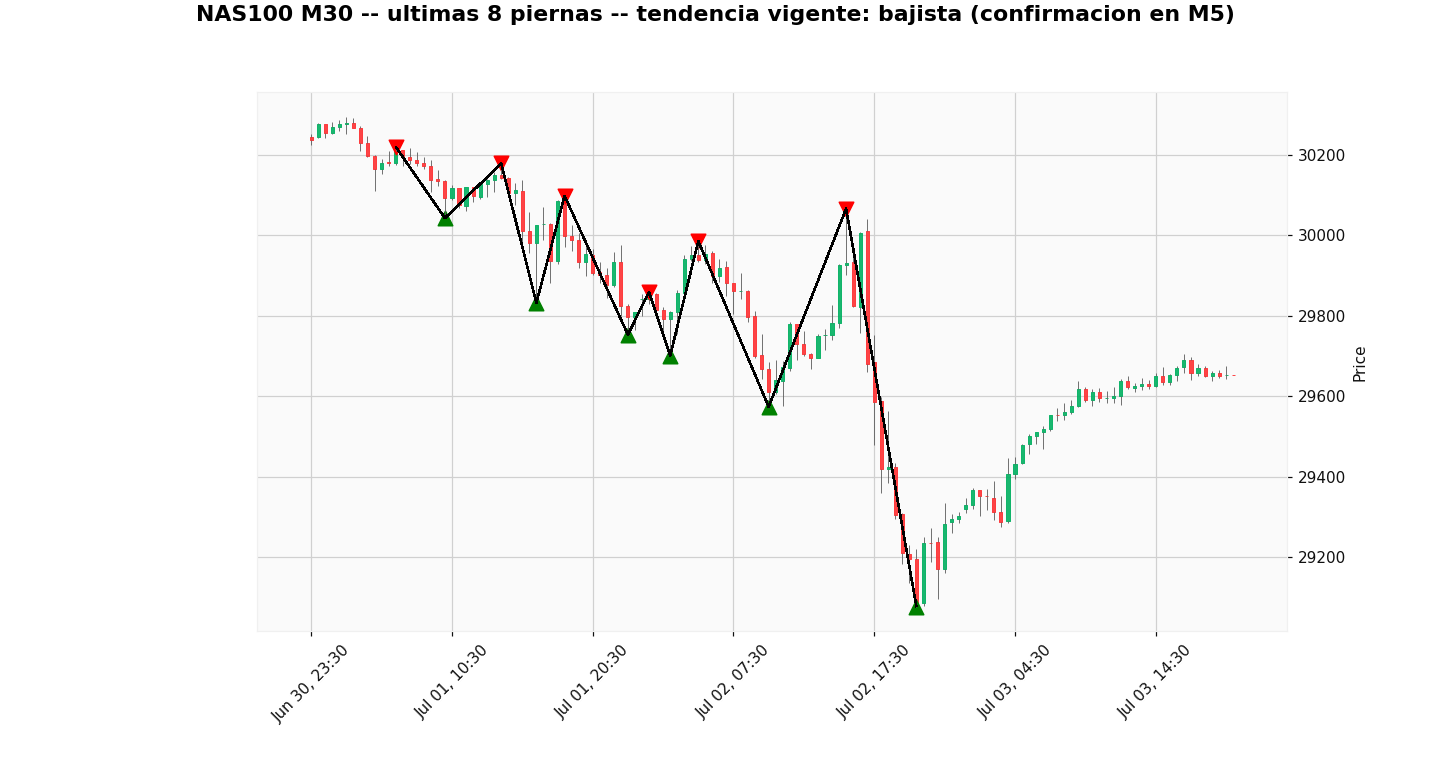 NAS100 M30 -- ultimas 8 piernas -- tendencia vigente: bajista (confirmacion en M5)
30200
30000
29800
29600
29400
29200
Price
Jun 30, 23:30
Jul 01, 10:30
Jul 01, 20:30
Jul 02, 07:30
Jul 02, 17:30
Jul 03, 04:30
Jul 03, 14:30